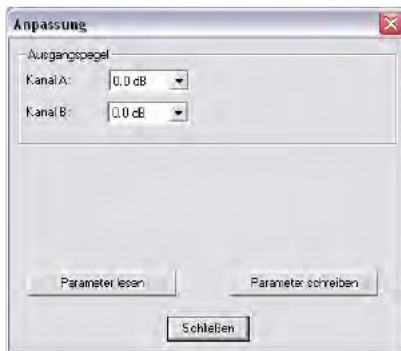 Anpassung
Ausgangspegel
Kanal A: 0.0 dB
Kanal B: 0.0 dB
Parameter lesen Parameter schreiben
Schließen